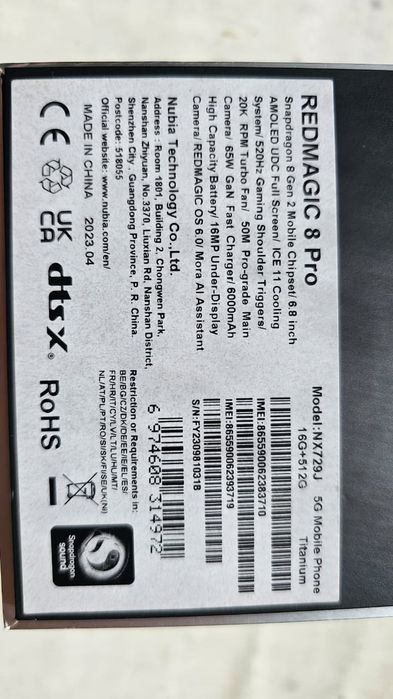 REDMAGIC 8 Pro
Model:NX729J 5G Mobile Phone
16G+512G Titanium
Snapdragon 8 Gen 2 Mobile Chipset/ 6.8 inch
AMOLED UDC Full Screen/ ICE 11 Cooling
System/ 520Hz Gaming Shoulder Triggers/
20K RPM Turbo Fan/ 50M Pro-grade Main
Camera/ 65W GaN Fast Charger/ 6000mAh
High Capacity Battery/ 16MP Under-Display
Camera/ REDMAGIC OS 6.0/ Mora AI Assistant
IMEI:865590062383710
IMEI:865590062393719
S/N:FY2309810318
Nubia Technology Co.,Ltd.
Address : Room 1801, Building 2, Chongwen Park,
Nanshan Zhiyuan, No.3370, Liuxian Rd, Nanshan District,
Shenzhen City , Guangdong Province, P. R. China.
Postcode: 518055
Official website: www.nubia.com/en/
MADE IN CHINA 2023.04
6 974608 314972
Restriction or Requirements in:
BE/BG/CZ/DK/DE/EE/IE/EL/ES/
FR/HR/IT/CY/LV/LT/LU/HU/MT/
NL/AT/PL/PT/RO/SI/SK/FI/SE/UK(NI)
CE
UK
CA
dts X® RoHS
Snapdragon
sound